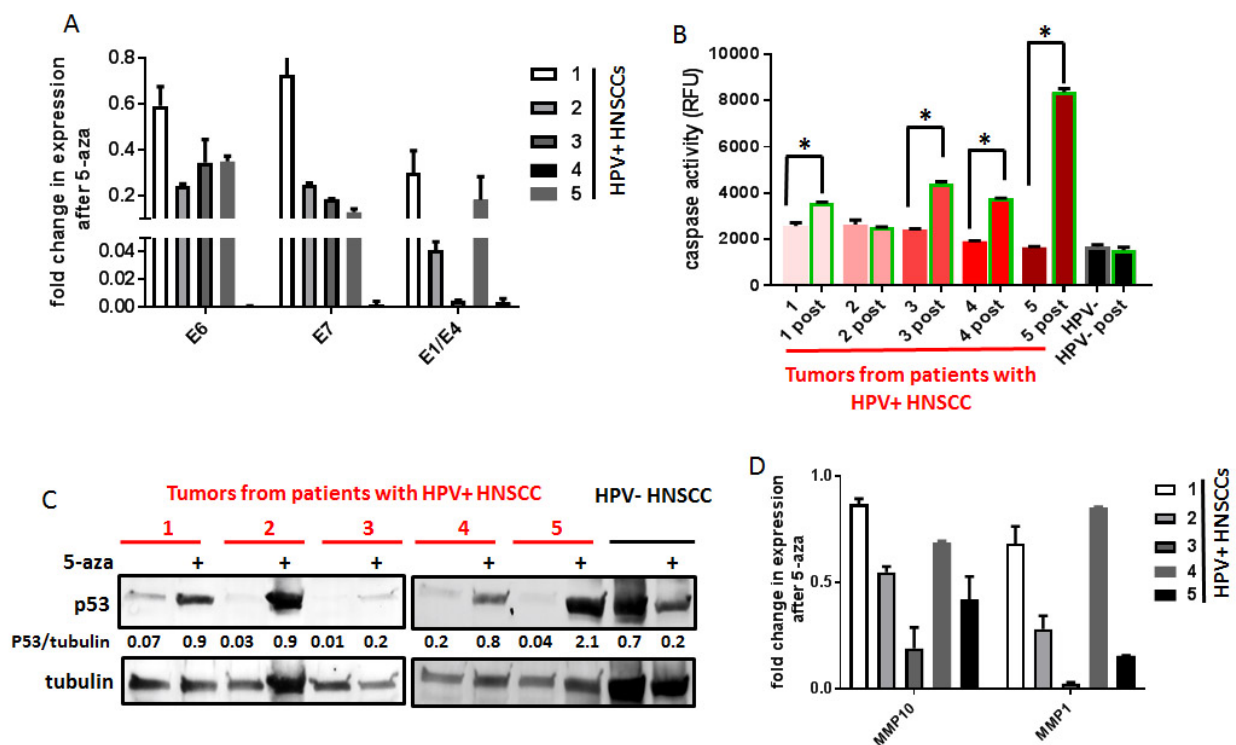 A
fold change in expression
after 5-aza
0.8
0.6
0.4
0.2
0.04
0.02
0.00
E6
E7
E1/E4
1
2
3
4
5
HPV+ HNSCCs
B
caspase activity (RFU)
10000
8000
6000
4000
2000
0
*
*
*
*
1
1 post
2
2 post
3
3 post
4
4 post
5
5 post
HPV-
HPV- post
Tumors from patients with
HPV+ HNSCC
C
Tumors from patients with HPV+ HNSCC
HPV- HNSCC
1 2 3 4 5
5-aza + + + + + +
p53
P53/tubulin 0.07 0.9 0.03 0.9 0.01 0.2 0.2 0.8 0.04 2.1 0.7 0.2
tubulin
D
fold change in expression
after 5-aza
1.0
0.5
0.0
MMP10
MMP1
1
2
3
4
5
HPV+ HNSCCs